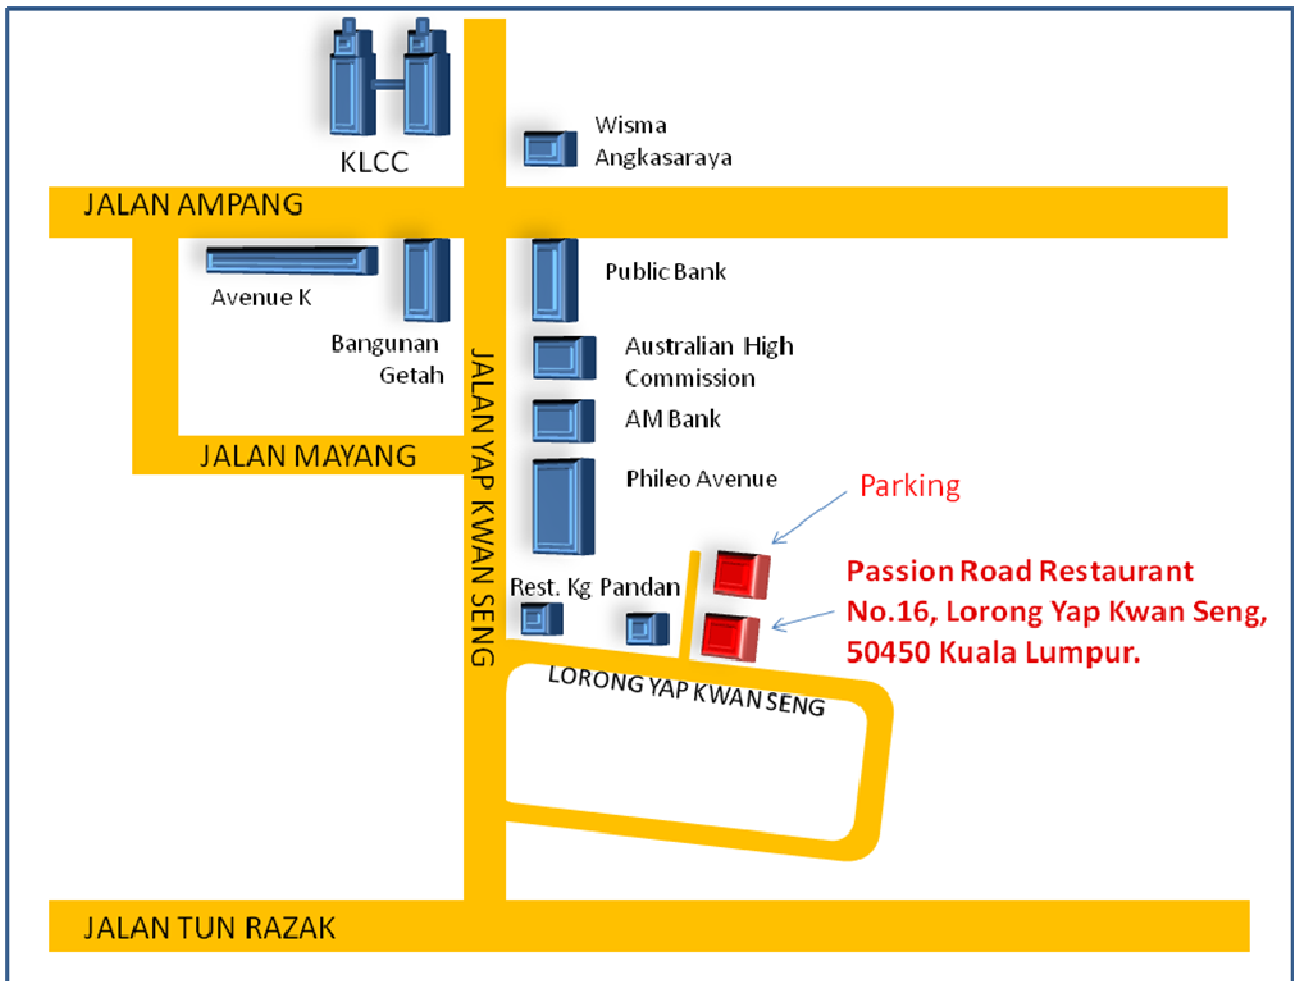 KLCC
Wisma
Angkasaraya
JALAN AMPANG
Avenue K
Public Bank
Bangunan
Getah
Australian High
Commission
AM Bank
JALAN MAYANG
JALAN YAP KWAN SENG
Phileo Avenue
Parking
Rest. Kg Pandan
Passion Road Restaurant
No.16, Lorong Yap Kwan Seng,
50450 Kuala Lumpur.
LORONG YAP KWAN SENG
JALAN TUN RAZAK